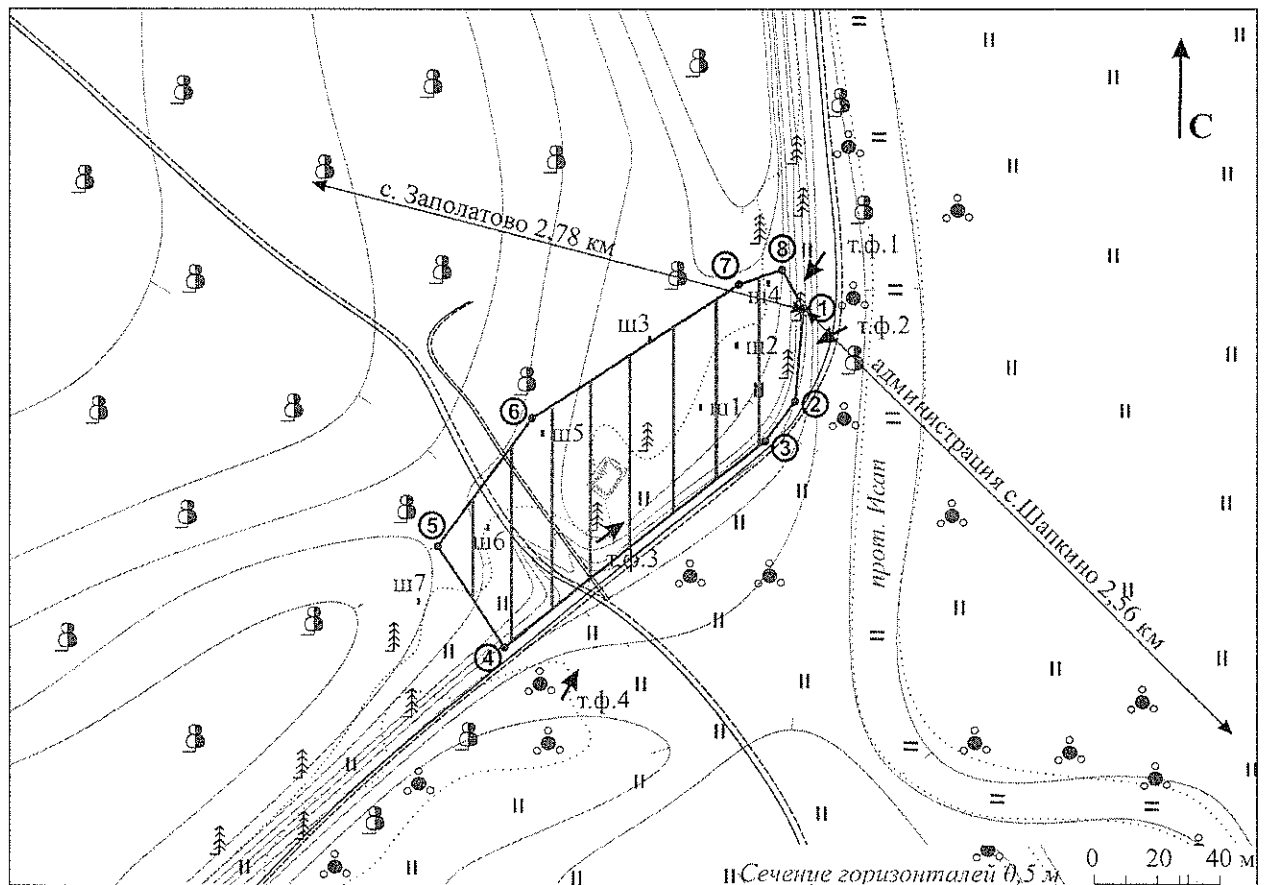 С
с. Заполатово 2,78 км
т.ф.1
8
7
ш4
1
т.ф.2
ш3
ш2
администрация с.Шапкино 2,56 км
2
6
ш1
3
ш5
прот. Исап
5
ш6
т.ф.3
ш7
4
т.ф.4
0 20 40 м
Сечение горизонталей 0,5 м